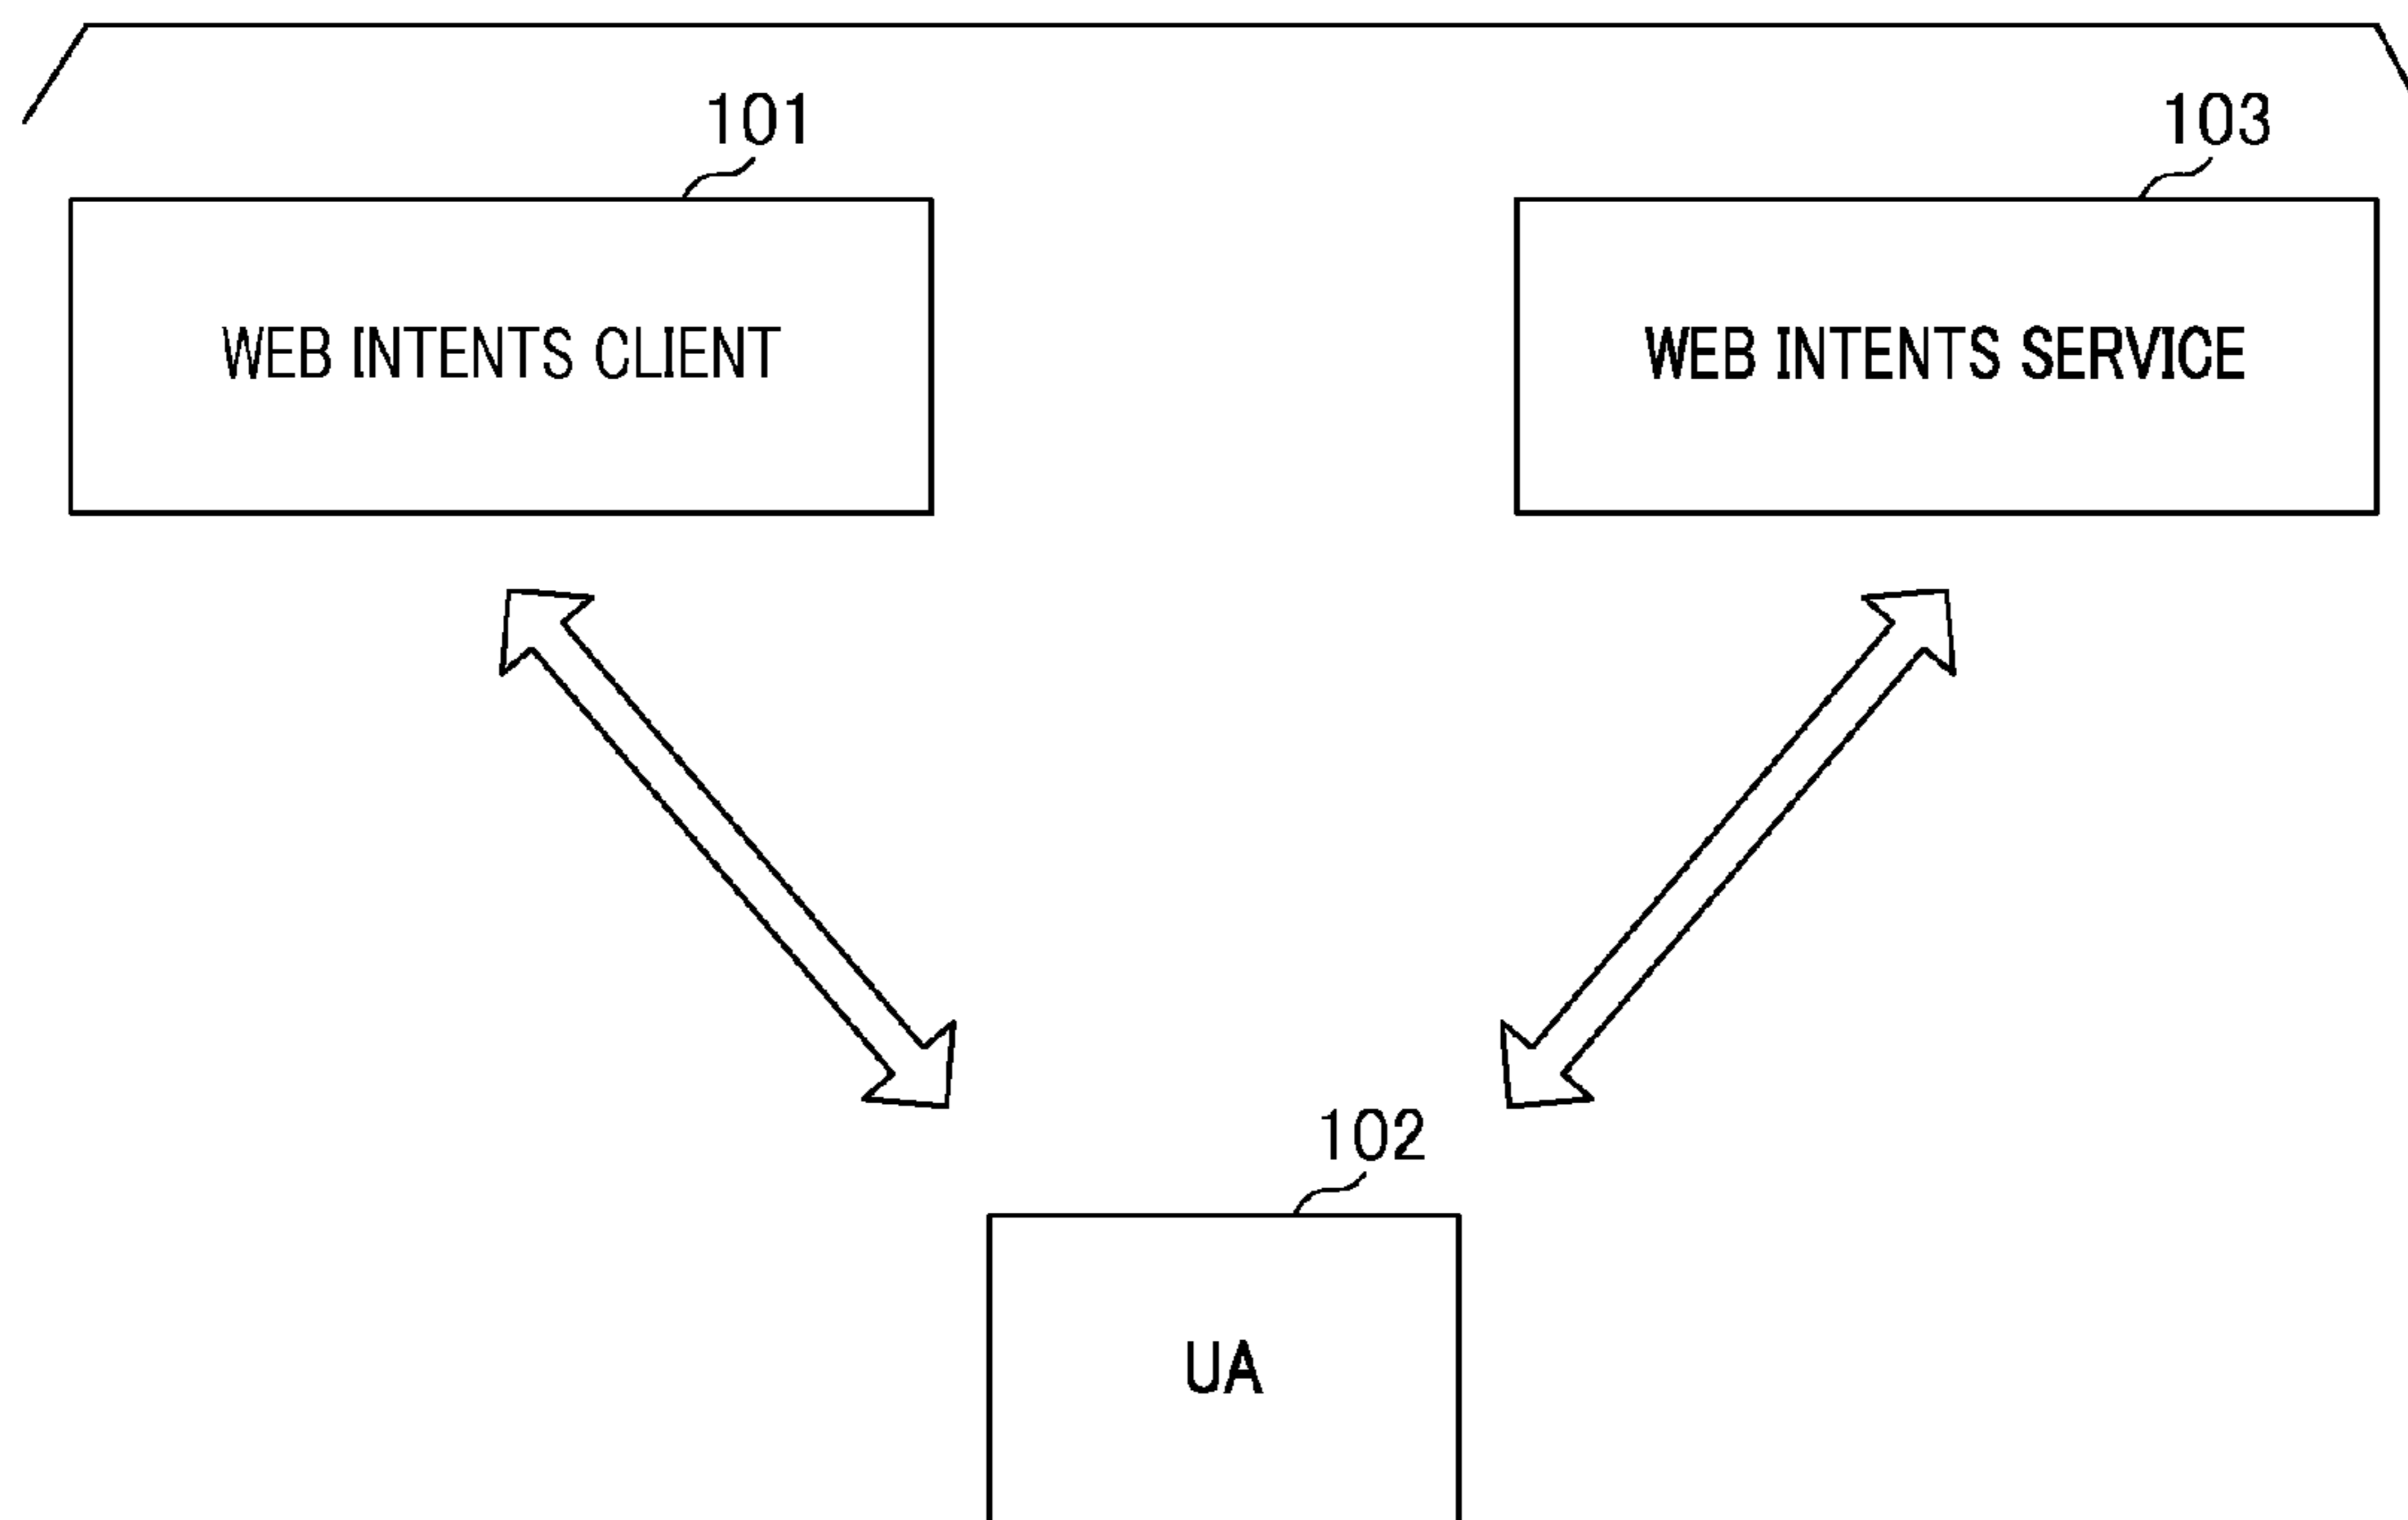 101
103
WEB INTENTS CLIENT
WEB INTENTS SERVICE
102
UA